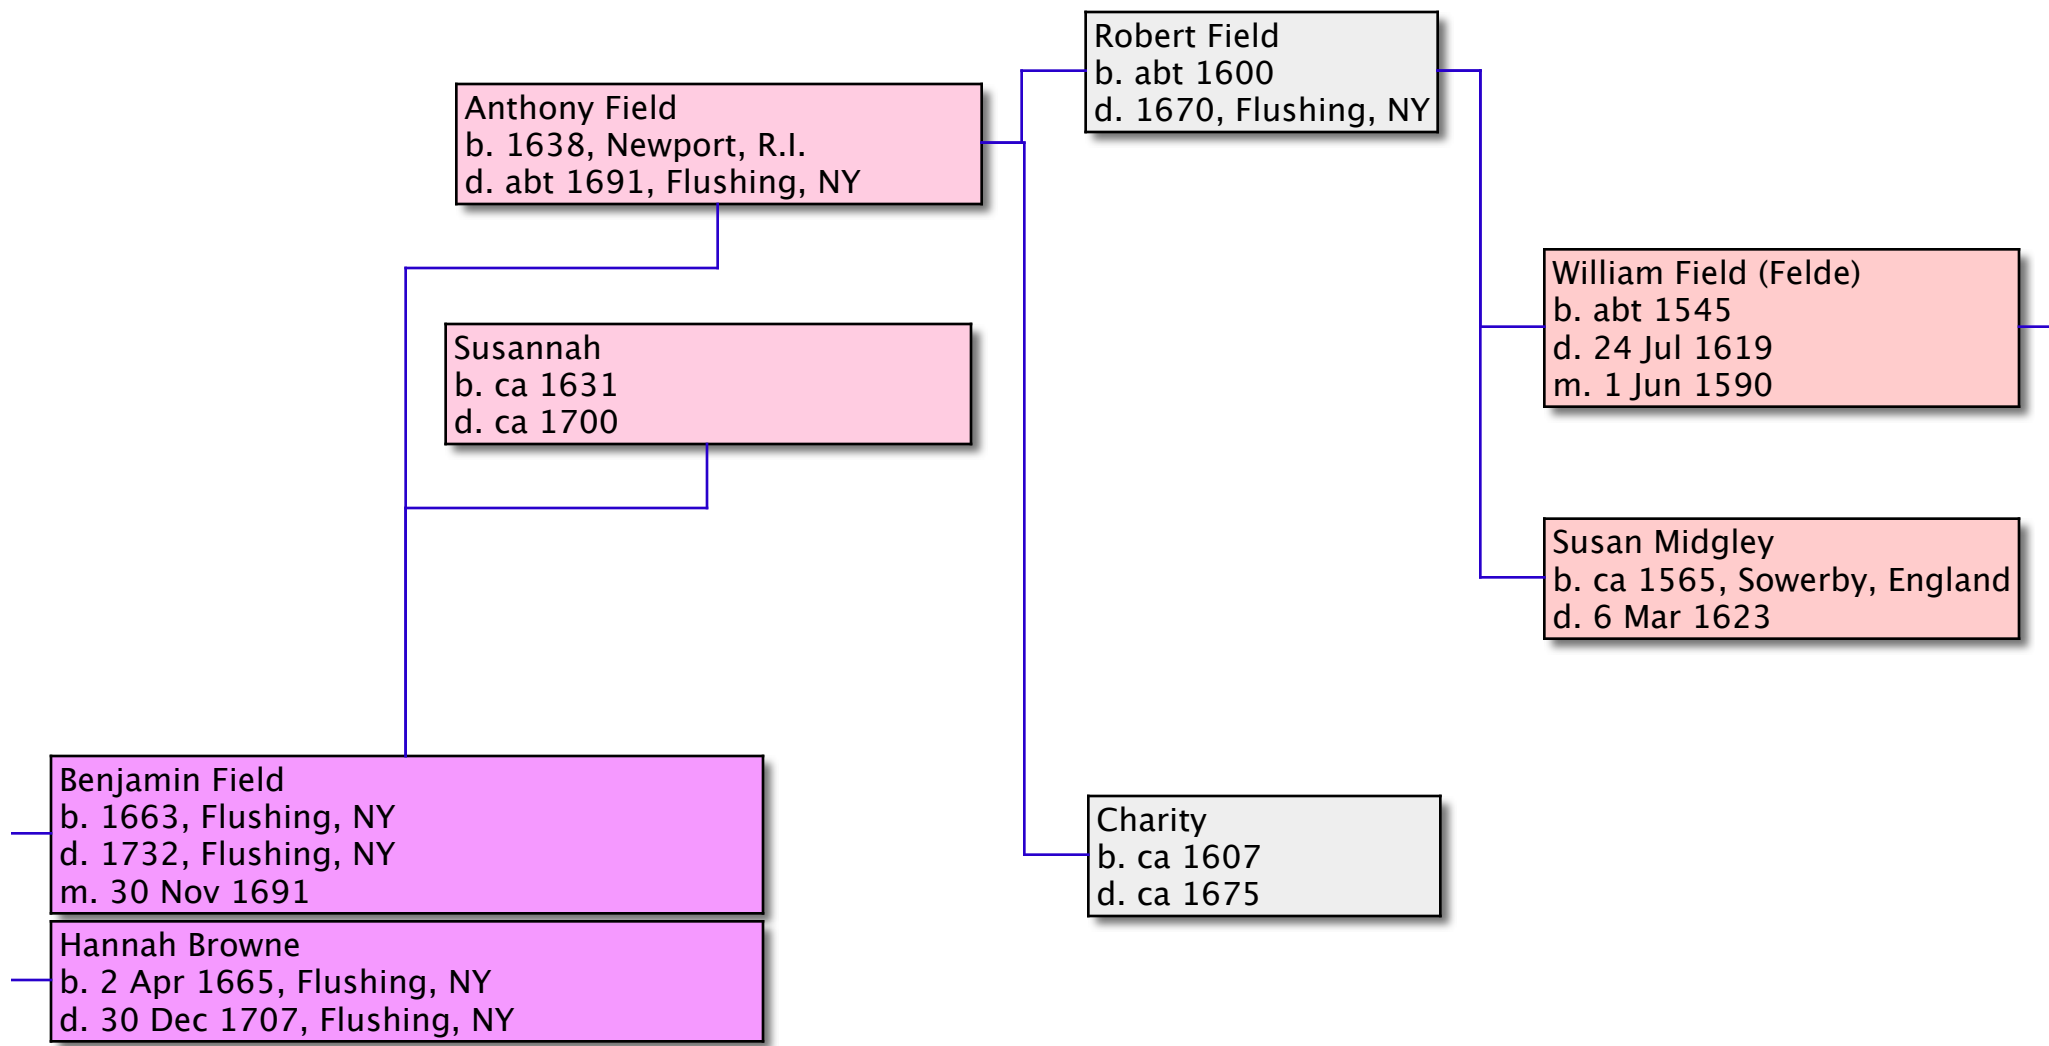 Robert Field
b. abt 1600
d. 1670, Flushing, NY
Anthony Field
b. 1638, Newport, R.I.
d. abt 1691, Flushing, NY
William Field (Felde)
b. abt 1545
d. 24 Jul 1619
m. 1 Jun 1590
Susannah
b. ca 1631
d. ca 1700
Susan Midgley
b. ca 1565, Sowerby, England
d. 6 Mar 1623
Benjamin Field
b. 1663, Flushing, NY
d. 1732, Flushing, NY
m. 30 Nov 1691
Charity
b. ca 1607
d. ca 1675
Hannah Browne
b. 2 Apr 1665, Flushing, NY
d. 30 Dec 1707, Flushing, NY